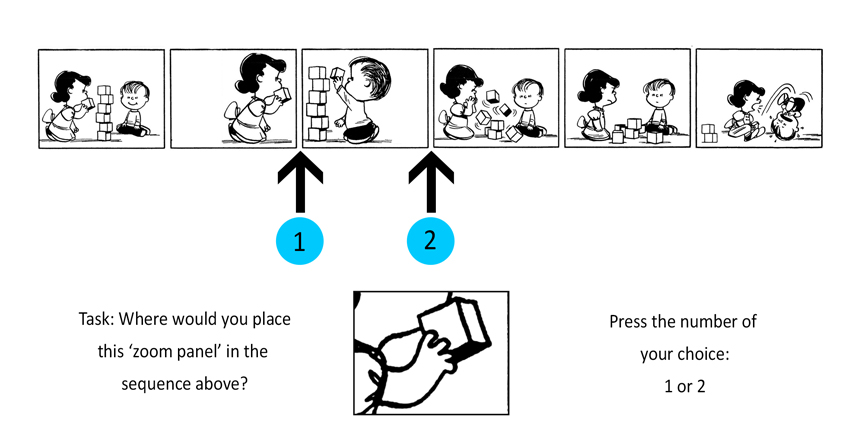 1
2
Task: Where would you place
this ‘zoom panel’ in the
sequence above?
Press the number of
your choice:
1 or 2